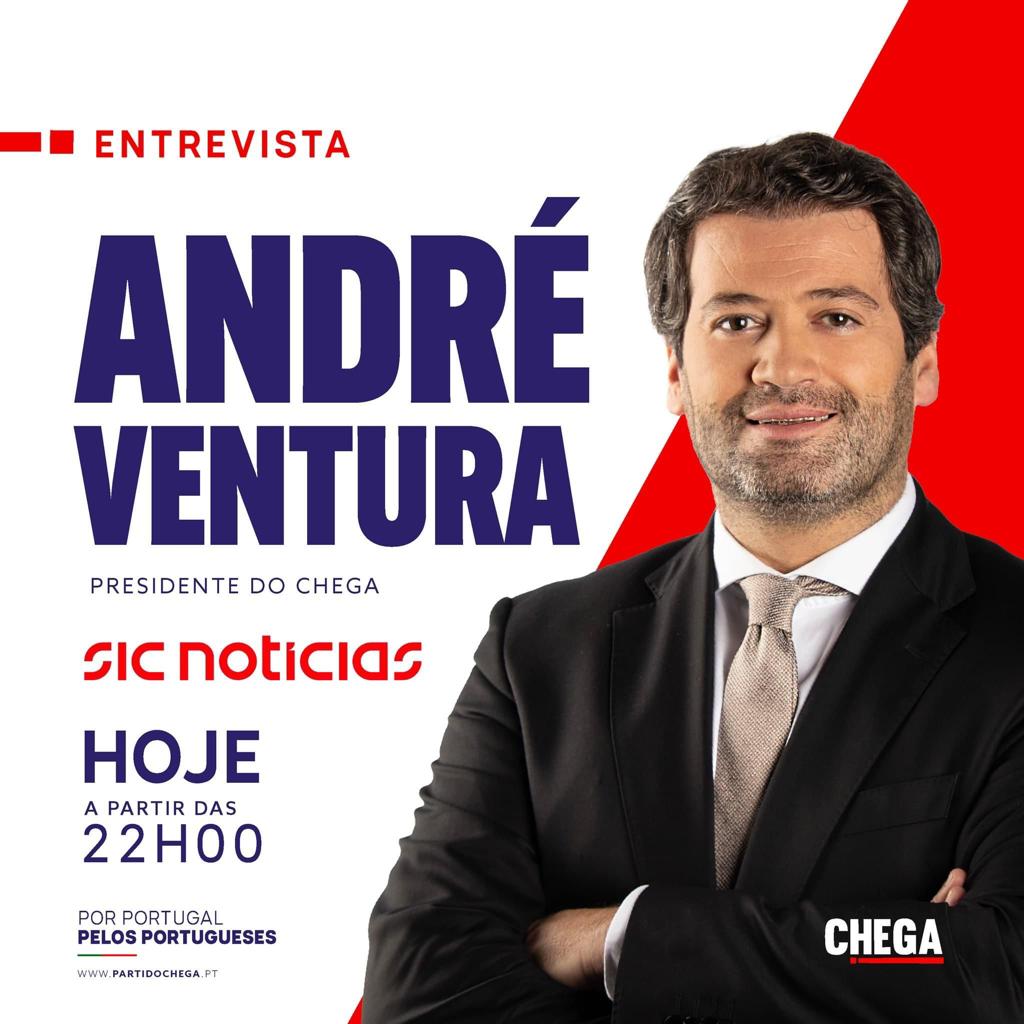 ENTREVISTA
ANDRÉ
VENTURA
PRESIDENTE DO CHEGA
sic notícias
HOJE
A PARTIR DAS
22H00
POR PORTUGAL
PELOS PORTUGUESES
WWW.PARTIDOCHEGA.PT
CHEGA